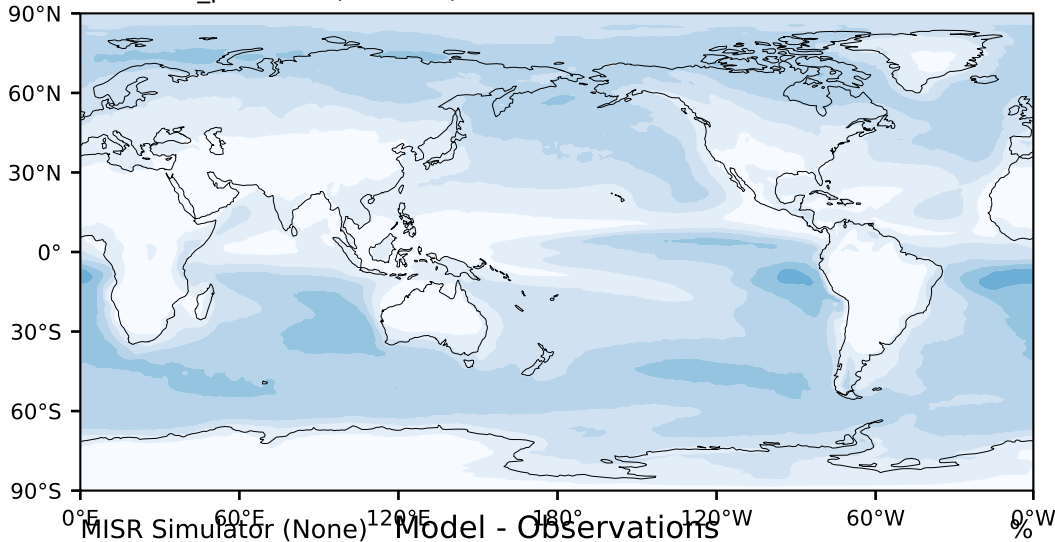 90°N
60°N
30°N
0°
30°S
60°S
90°S
0°E 60°E 120°E 180° 120°W 60°W 0°W
MISR Simulator (None) Model - Observations %